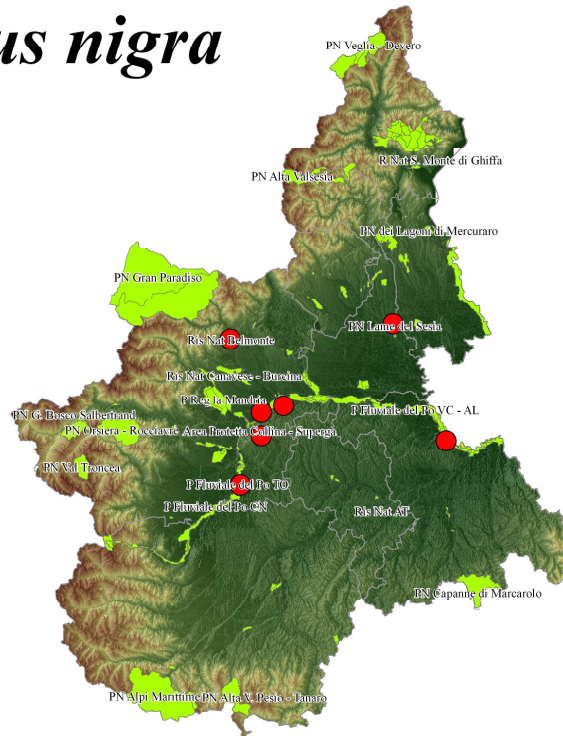 us nigra
PN Veglia - Devero
R Nat S. Monte di Ghiffa
PN Alta Valsesia
PN dei Lagoni di Mercuraro
PN Gran Paradiso
PN Lame del Sesia
Ris Nat Belmonte
Ris Nat Canavese - Burcina
P Reg la Mandria
P Fluviale del Po VC - AL
PN G. Bosco Salbertrand
PN Orsiera - Rocciavrè
Area Protetta Collina - Superga
PN Val Troncea
P Fluviale del Po TO
P Fluviale del Po CN
Ris Nat AT
PN Capanne di Marcarolo
PN Alpi Marittime
PN Alta V. Pesio - Tanaro